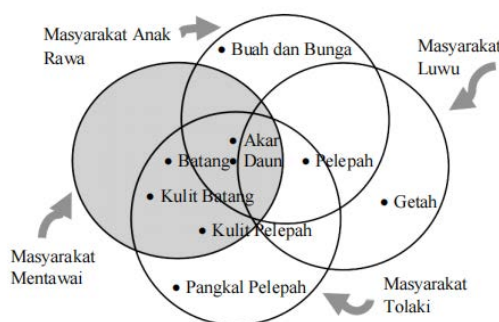 Masyarakat Anak
Rawa
• Buah dan Bunga
Masyarakat
Luwu
• Akar
• Batang • Daun • Pelepah
• Kulit Batang
• Getah
• Kulit Pelepah
Masyarakat
Mentawai
• Pangkal Pelepah
Masyarakat
Tolaki